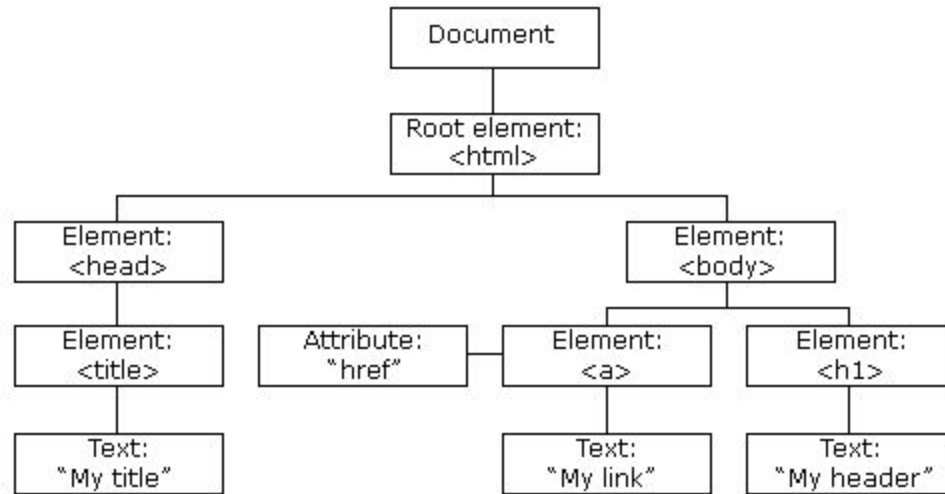 Document
Root element:
<html>
Element:
<head>
Element:
<body>
Element:
<title>
Attribute:
“href”
Element:
<a>
Element:
<h1>
Text:
“My title”
Text:
“My link”
Text:
“My header”